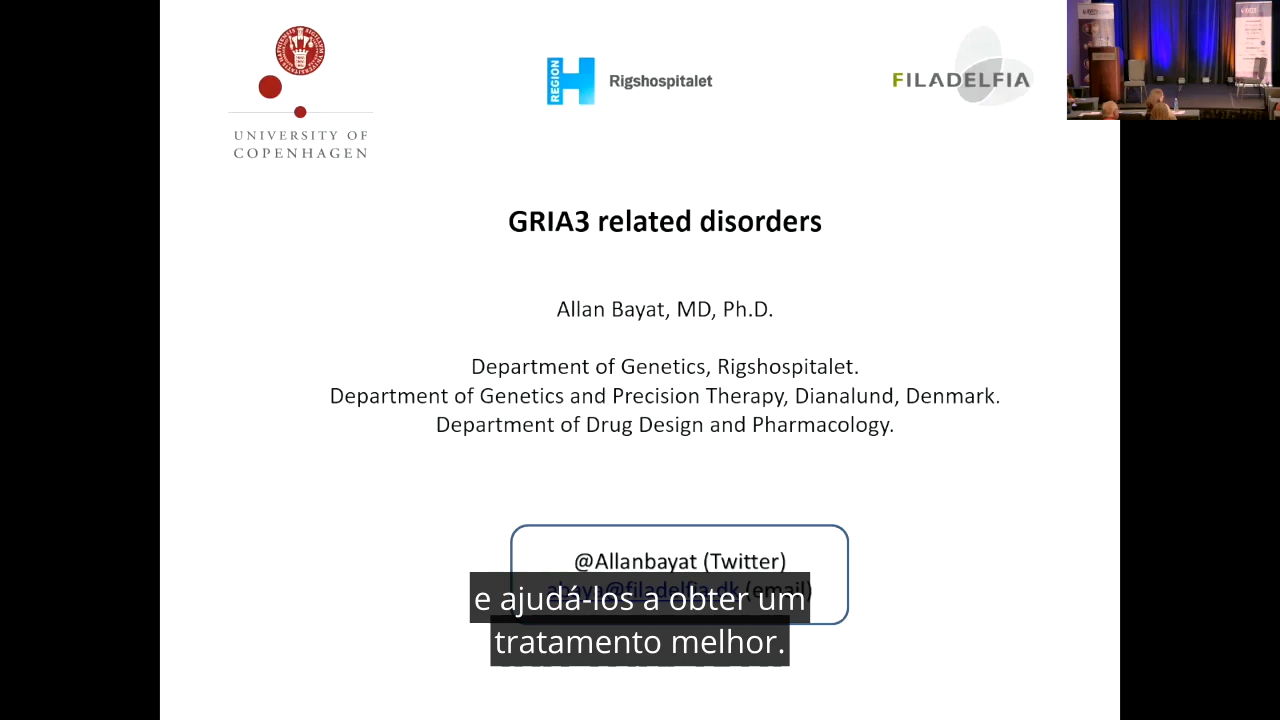 UNIVERSITY OF
COPENHAGEN
REGION
H
Rigshospitalet
FILADELFIA
GRIA3 related disorders
Allan Bayat, MD, Ph.D.
Department of Genetics, Rigshospitalet.
Department of Genetics and Precision Therapy, Dianalund, Denmark.
Department of Drug Design and Pharmacology.
@Allanbayat (Twitter)
(email)
e ajudá-los a obter um
tratamento melhor.